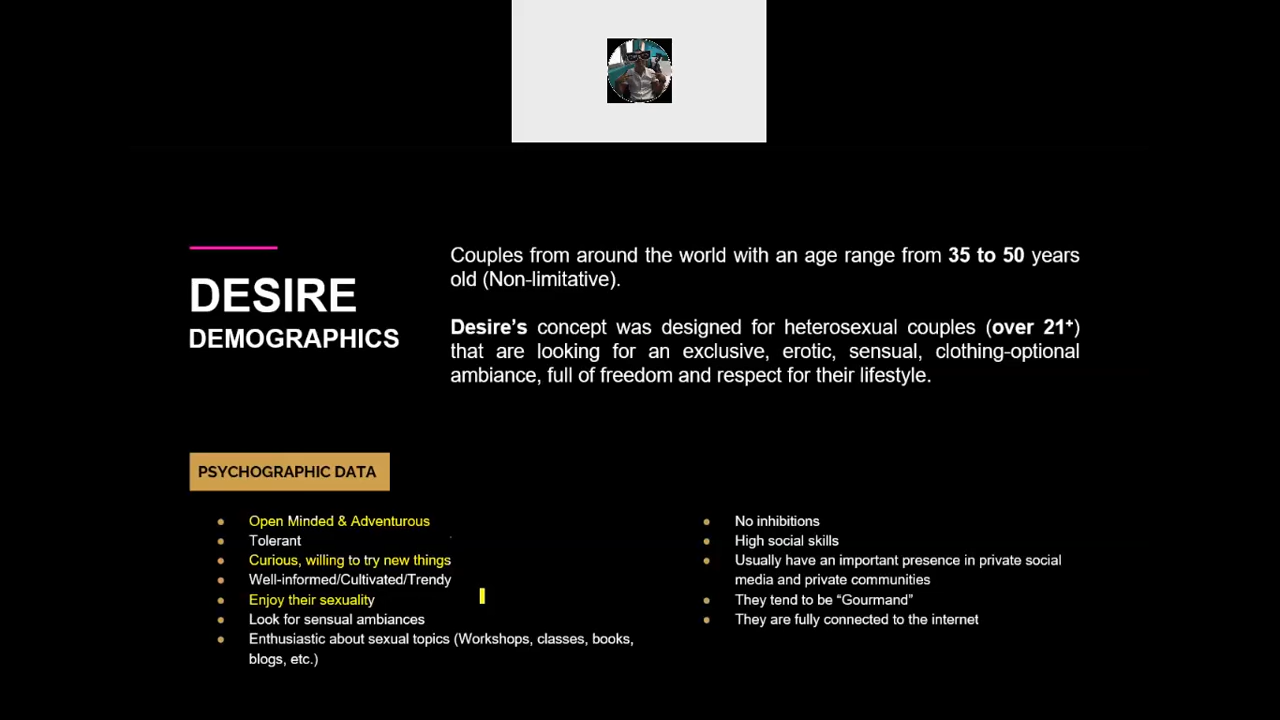 DESIRE
DEMOGRAPHICS
Couples from around the world with an age range from 35 to 50 years
old (Non-limitative).
Desire's concept was designed for heterosexual couples (over 21⁺)
that are looking for an exclusive, erotic, sensual, clothing-optional
ambiance, full of freedom and respect for their lifestyle.
PSYCHOGRAPHIC DATA
Open Minded & Adventurous
Tolerant
Curious, willing to try new things
Well-informed/Cultivated/Trendy
Enjoy their sexuality
Look for sensual ambiances
Enthusiastic about sexual topics (Workshops, classes, books,
blogs, etc.)
No inhibitions
High social skills
Usually have an important presence in private social
media and private communities
They tend to be “Gourmand”
They are fully connected to the internet